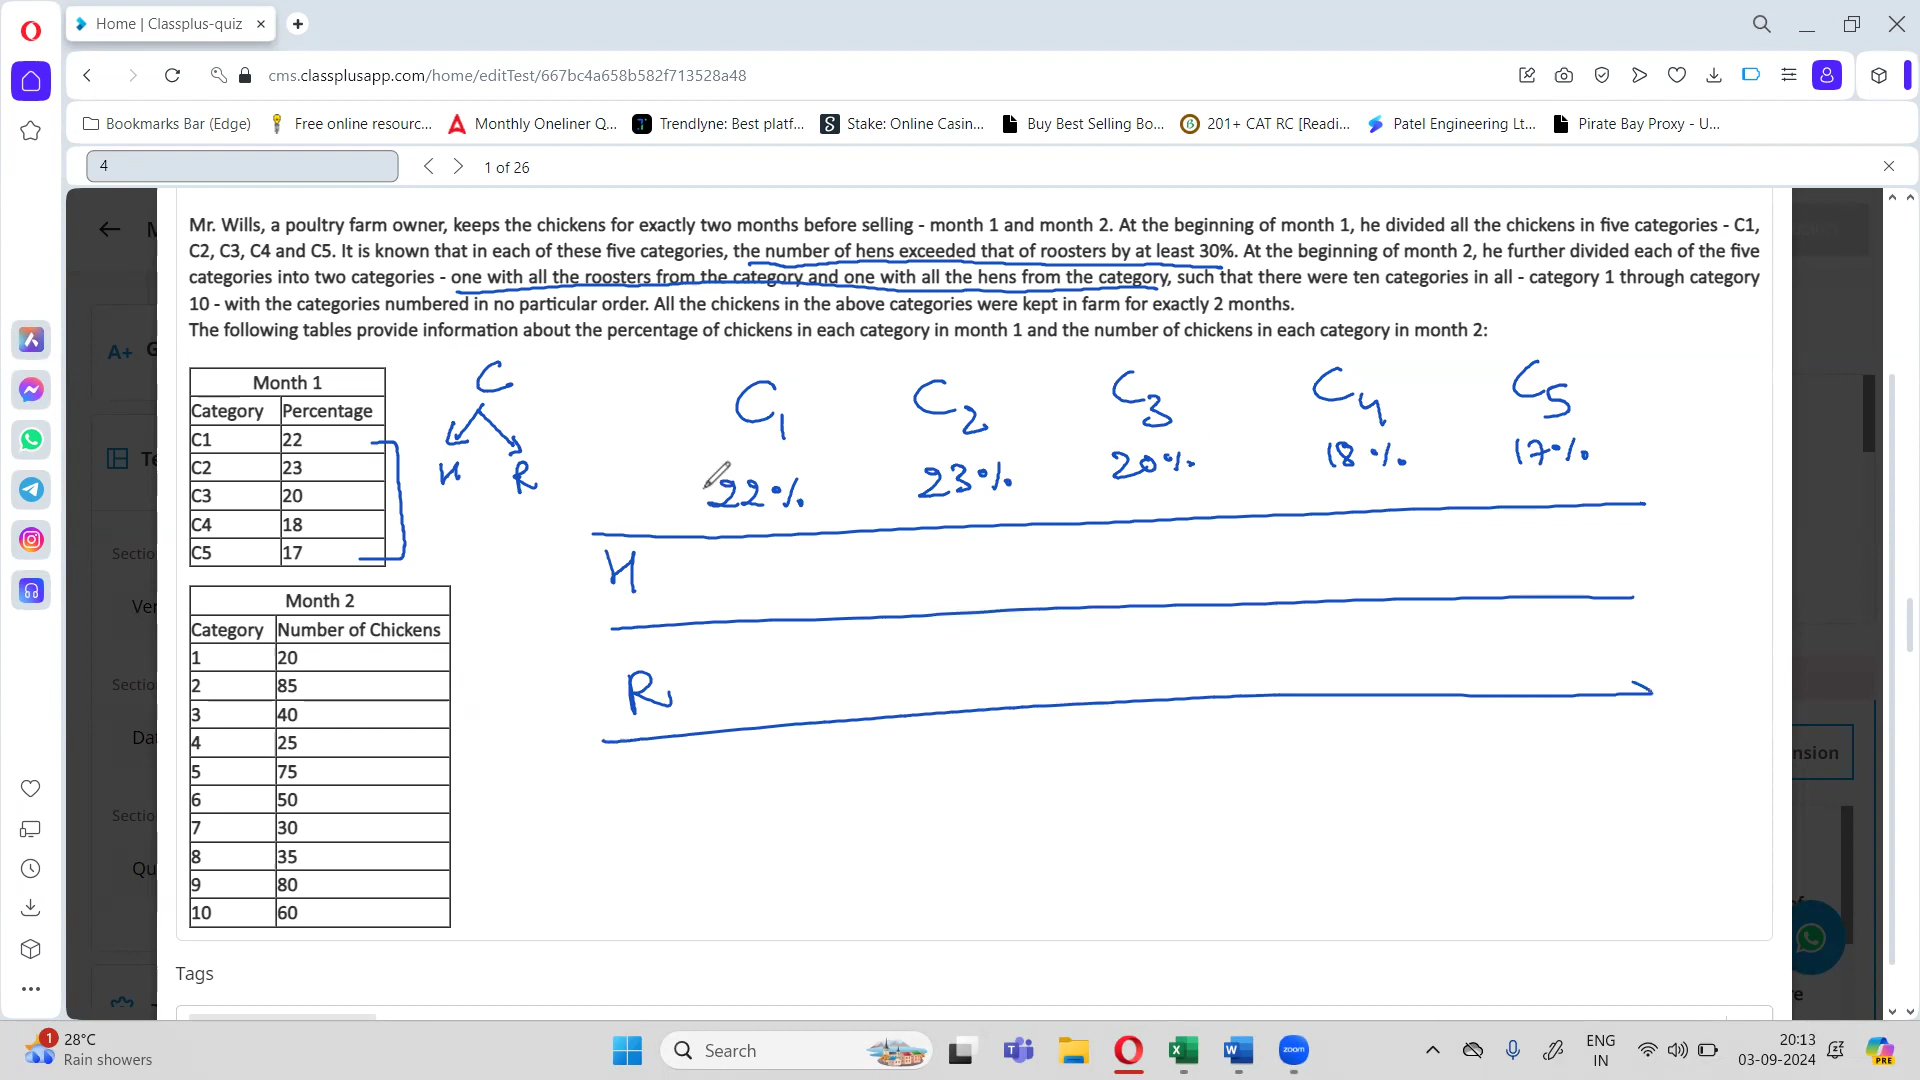 Home | Classplus-quiz
cms.classplusapp.com/home/editTest/667bc4a658b582f713528a48
Bookmarks Bar (Edge) Free online resourc... Monthly Oneliner Q... Trendlyne: Best platf... Stake: Online Casin... Buy Best Selling Bo... 201+ CAT RC [Readi... Patel Engineering Lt... Pirate Bay Proxy - U...
4 1 of 26
Mr. Wills, a poultry farm owner, keeps the chickens for exactly two months before selling - month 1 and month 2. At the beginning of month 1, he divided all the chickens in five categories - C1,
C2, C3, C4 and C5. It is known that in each of these five categories, the number of hens exceeded that of roosters by at least 30%. At the beginning of month 2, he further divided each of the five
categories into two categories - one with all the roosters from the category and one with all the hens from the category, such that there were ten categories in all - category 1 through category
10 - with the categories numbered in no particular order. All the chickens in the above categories were kept in farm for exactly 2 months.
The following tables provide information about the percentage of chickens in each category in month 1 and the number of chickens in each category in month 2:
Month 1
Category Percentage
C1 22
C2 23
C3 20
C4 18
C5 17
C
H R
C1 C2 C3 C4 C5
22% 23% 20% 18% 17%
H
R
Month 2
Category Number of Chickens
1 20
2 85
3 40
4 25
5 75
6 50
7 30
8 35
9 80
10 60
Tags
A+
Sectio
Ve
Sectio
Da
Sectio
Qu
nsion
1
28°C
Rain showers
Search
zoom
ENG
IN
20:13
03-09-2024
PRE